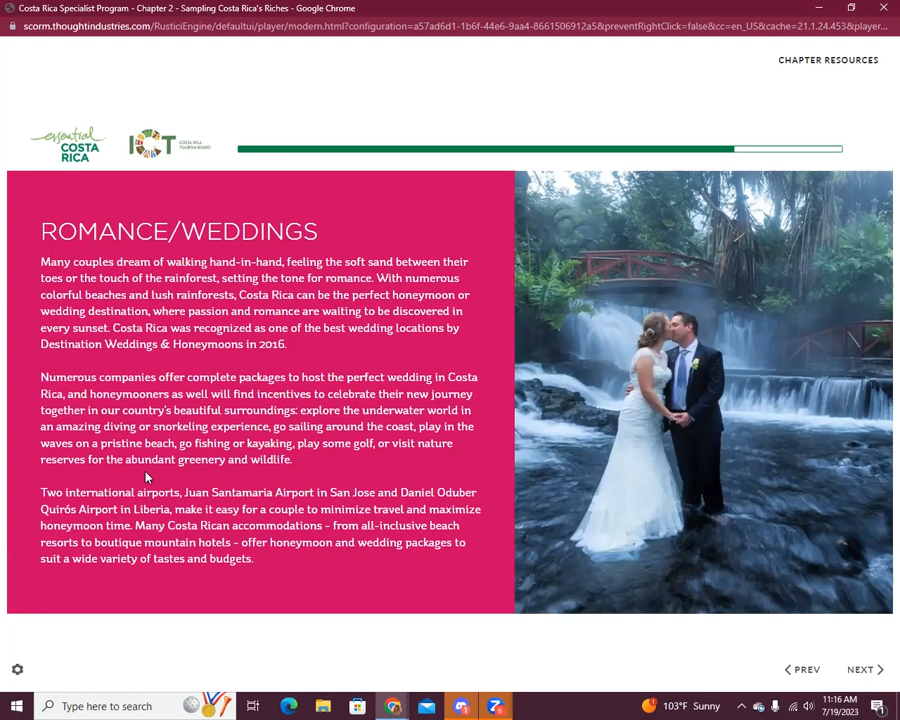 Costa Rica Specialist Program - Chapter 2 - Sampling Costa Rica's Riches - Google Chrome
scorm.thoughtindustries.com/RusticiEngine/defaultui/player/modern.html?configuration=a57ad6d1-1b6f-44e6-9aa4-8661506912a5&preventRightClick=false&cc=en_US&cache=21.1.24.453&player...
CHAPTER RESOURCES
essential
COSTA
RICA
ICT
COSTA RICA
TOURISM BOARD
ROMANCE/WEDDINGS
Many couples dream of walking hand-in-hand, feeling the soft sand between their
toes or the touch of the rainforest, setting the tone for romance. With numerous
colorful beaches and lush rainforests, Costa Rica can be the perfect honeymoon or
wedding destination, where passion and romance are waiting to be discovered in
every sunset. Costa Rica was recognized as one of the best wedding locations by
Destination Weddings & Honeymoons in 2016.
Numerous companies offer complete packages to host the perfect wedding in Costa
Rica, and honeymooners as well will find incentives to celebrate their new journey
together in our country's beautiful surroundings: explore the underwater world in
an amazing diving or snorkeling experience, go sailing around the coast, play in the
waves on a pristine beach, go fishing or kayaking, play some golf, or visit nature
reserves for the abundant greenery and wildlife.
Two international airports, Juan Santamaria Airport in San Jose and Daniel Oduber
Quirós Airport in Liberia, make it easy for a couple to minimize travel and maximize
honeymoon time. Many Costa Rican accommodations - from all-inclusive beach
resorts to boutique mountain hotels - offer honeymoon and wedding packages to
suit a wide variety of tastes and budgets.
PREV
NEXT
Type here to search
103°F Sunny
11:16 AM
7/19/2023